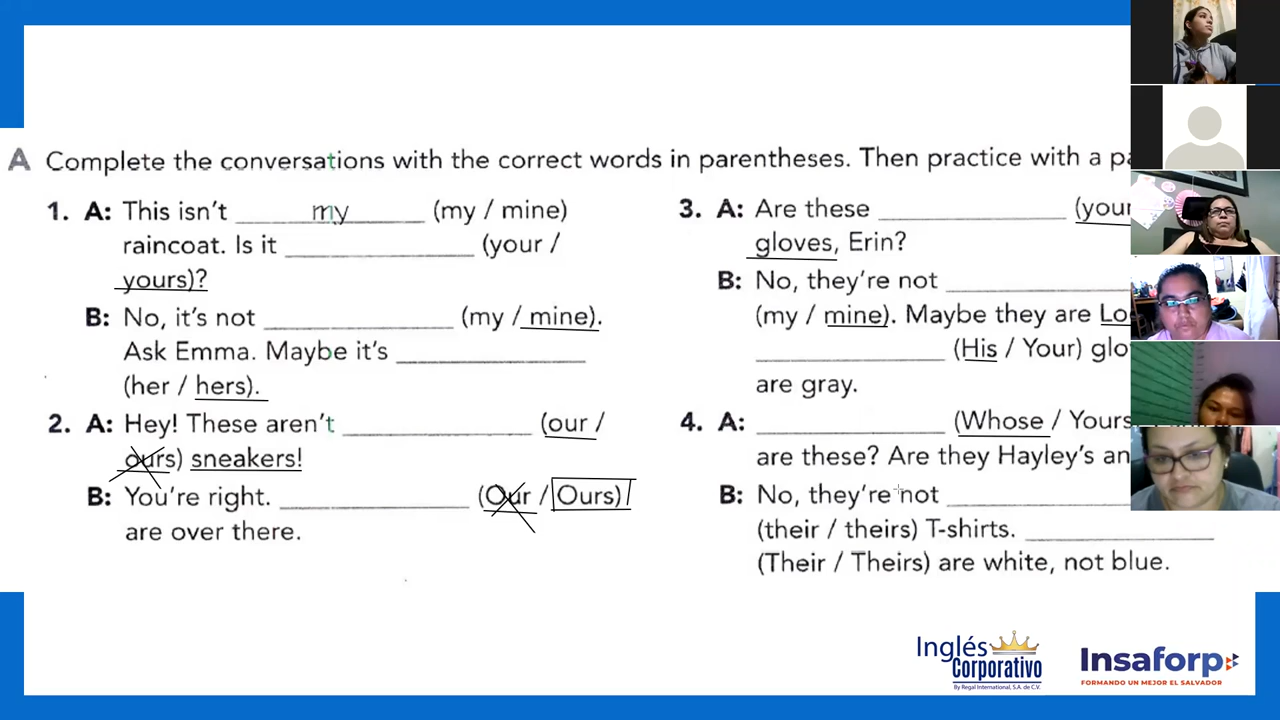 A Complete the conversations with the correct words in parentheses. Then practice with a
1. A: This isn't my (my / mine)
raincoat. Is it (your /
yours)?
B: No, it's not (my / mine).
Ask Emma. Maybe it's
(her / hers).
2. A: Hey! These aren't (our /
ours) sneakers!
B: You're right. (Our / Ours)
are over there.
3. A: Are these (your
gloves, Erin?
B: No, they're not
(my / mine). Maybe they are Lo
(His / Your) glo
are gray.
4. A: (Whose / Yours
are these? Are they Hayley's an
B: No, they're not
(their / theirs) T-shirts.
(Their / Theirs) are white, not blue.
Inglés
Corporativo
By Regal International, S.A. de C.V.
Insaforp
FORMANDO UN MEJOR EL SALVADOR